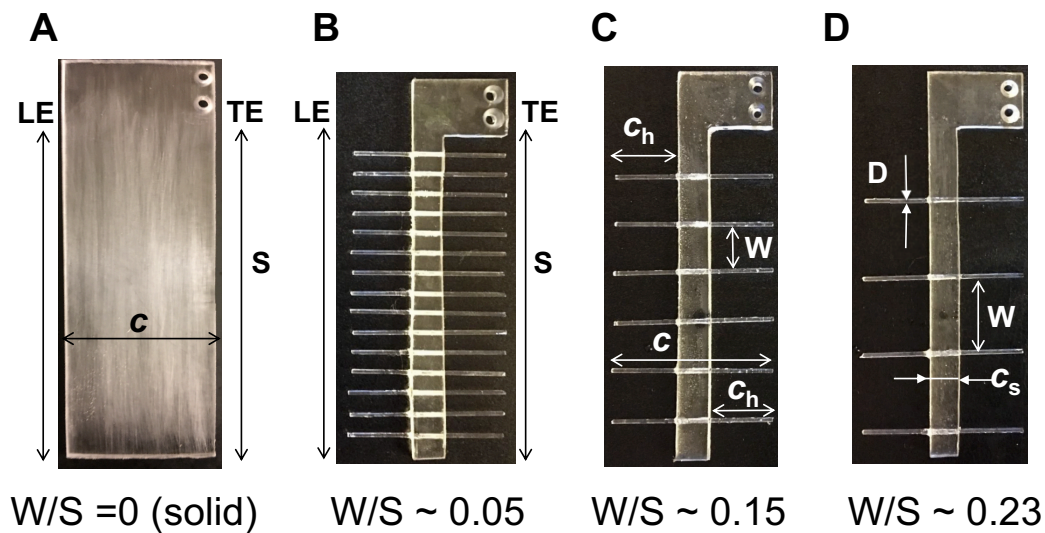 A
B
C
D
LE
TE
LE
TE
c_h
D
S
S
W
W
c
c
c_h
c_s
W/S =0 (solid)
W/S ~ 0.05
W/S ~ 0.15
W/S ~ 0.23